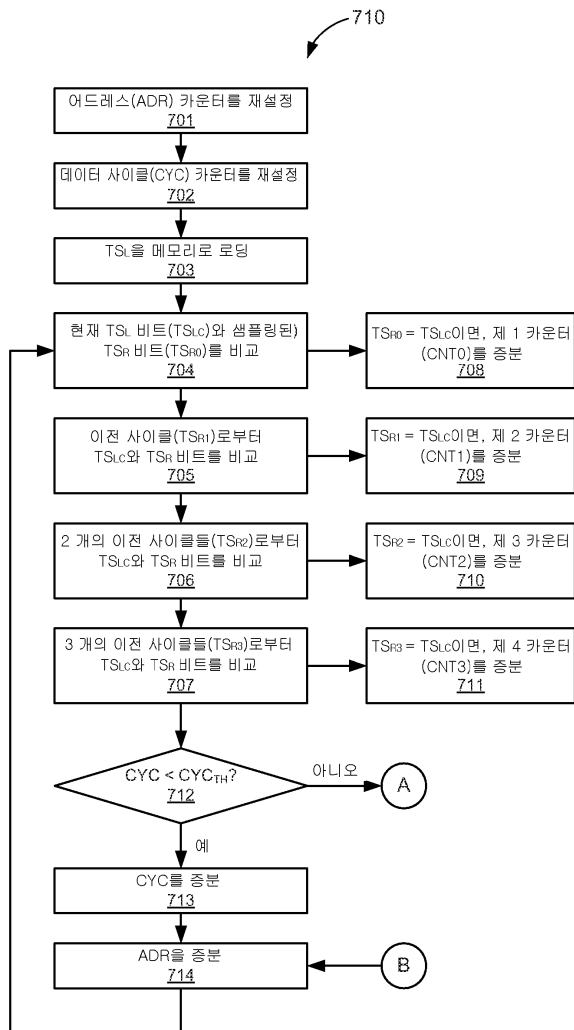 710
어드레스(ADR) 카운터를 재설정
701
데이터 사이클(CYC) 카운터를 재설정
702
TSL을 메모리로 로딩
703
현재 TSL 비트(TSLC)와 샘플링된)
TSR 비트(TSR0)를 비교
704
TSR0 = TSLC이면, 제 1 카운터
(CNT0)를 증분
708
이전 사이클(TSR1)로부터
TSLC와 TSR 비트를 비교
705
TSR1 = TSLC이면, 제 2 카운터
(CNT1)를 증분
709
2 개의 이전 사이클들(TSR2)로부터
TSLC와 TSR 비트를 비교
706
TSR2 = TSLC이면, 제 3 카운터
(CNT2)를 증분
710
3 개의 이전 사이클들(TSR3)로부터
TSLC와 TSR 비트를 비교
707
TSR3 = TSLC이면, 제 4 카운터
(CNT3)를 증분
711
CYC < CYCTH?
712
아니오
A
예
CYC를 증분
713
ADR을 증분
714
B